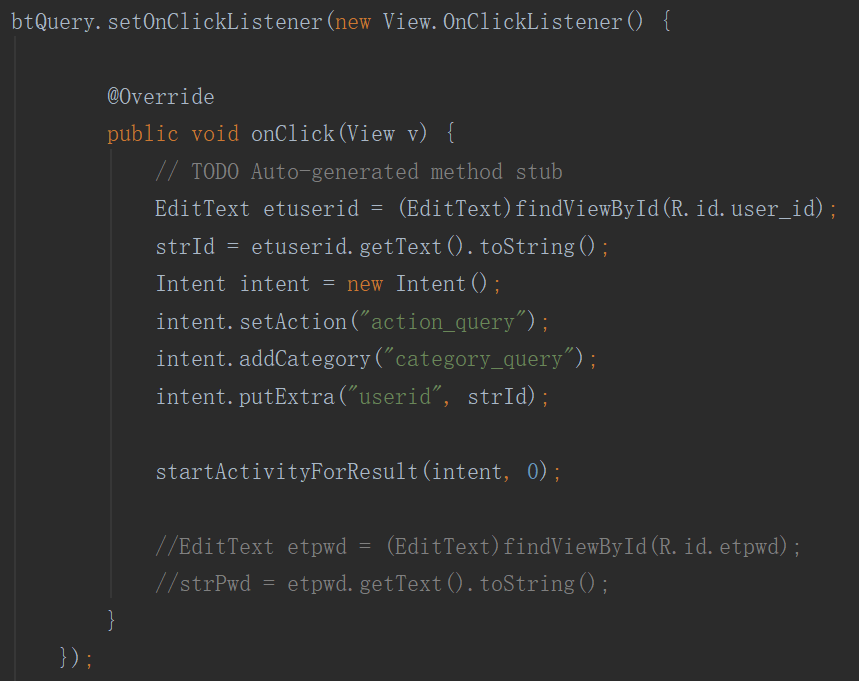 btQuery.setOnClickListener(new View.OnClickListener() {
@Override
public void onClick(View v) {
// TODO Auto-generated method stub
EditText etuserid = (EditText)findViewById(R.id.user_id);
strId = etuserid.getText().toString();
Intent intent = new Intent();
intent.setAction("action_query");
intent.addCategory("category_query");
intent.putExtra("userid", strId);
startActivityForResult(intent, 0);
//EditText etpwd = (EditText)findViewById(R.id.etpwd);
//strPwd = etpwd.getText().toString();
}
});